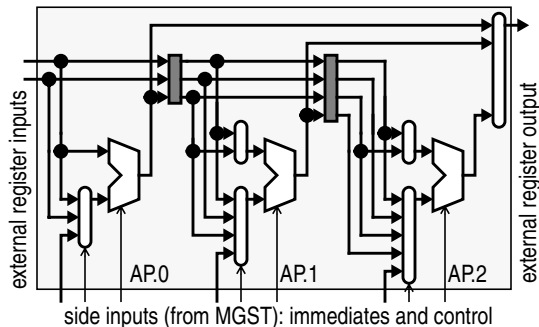 external register inputs
external register output
AP.0
AP.1
AP.2
side inputs (from MGST): immediates and control